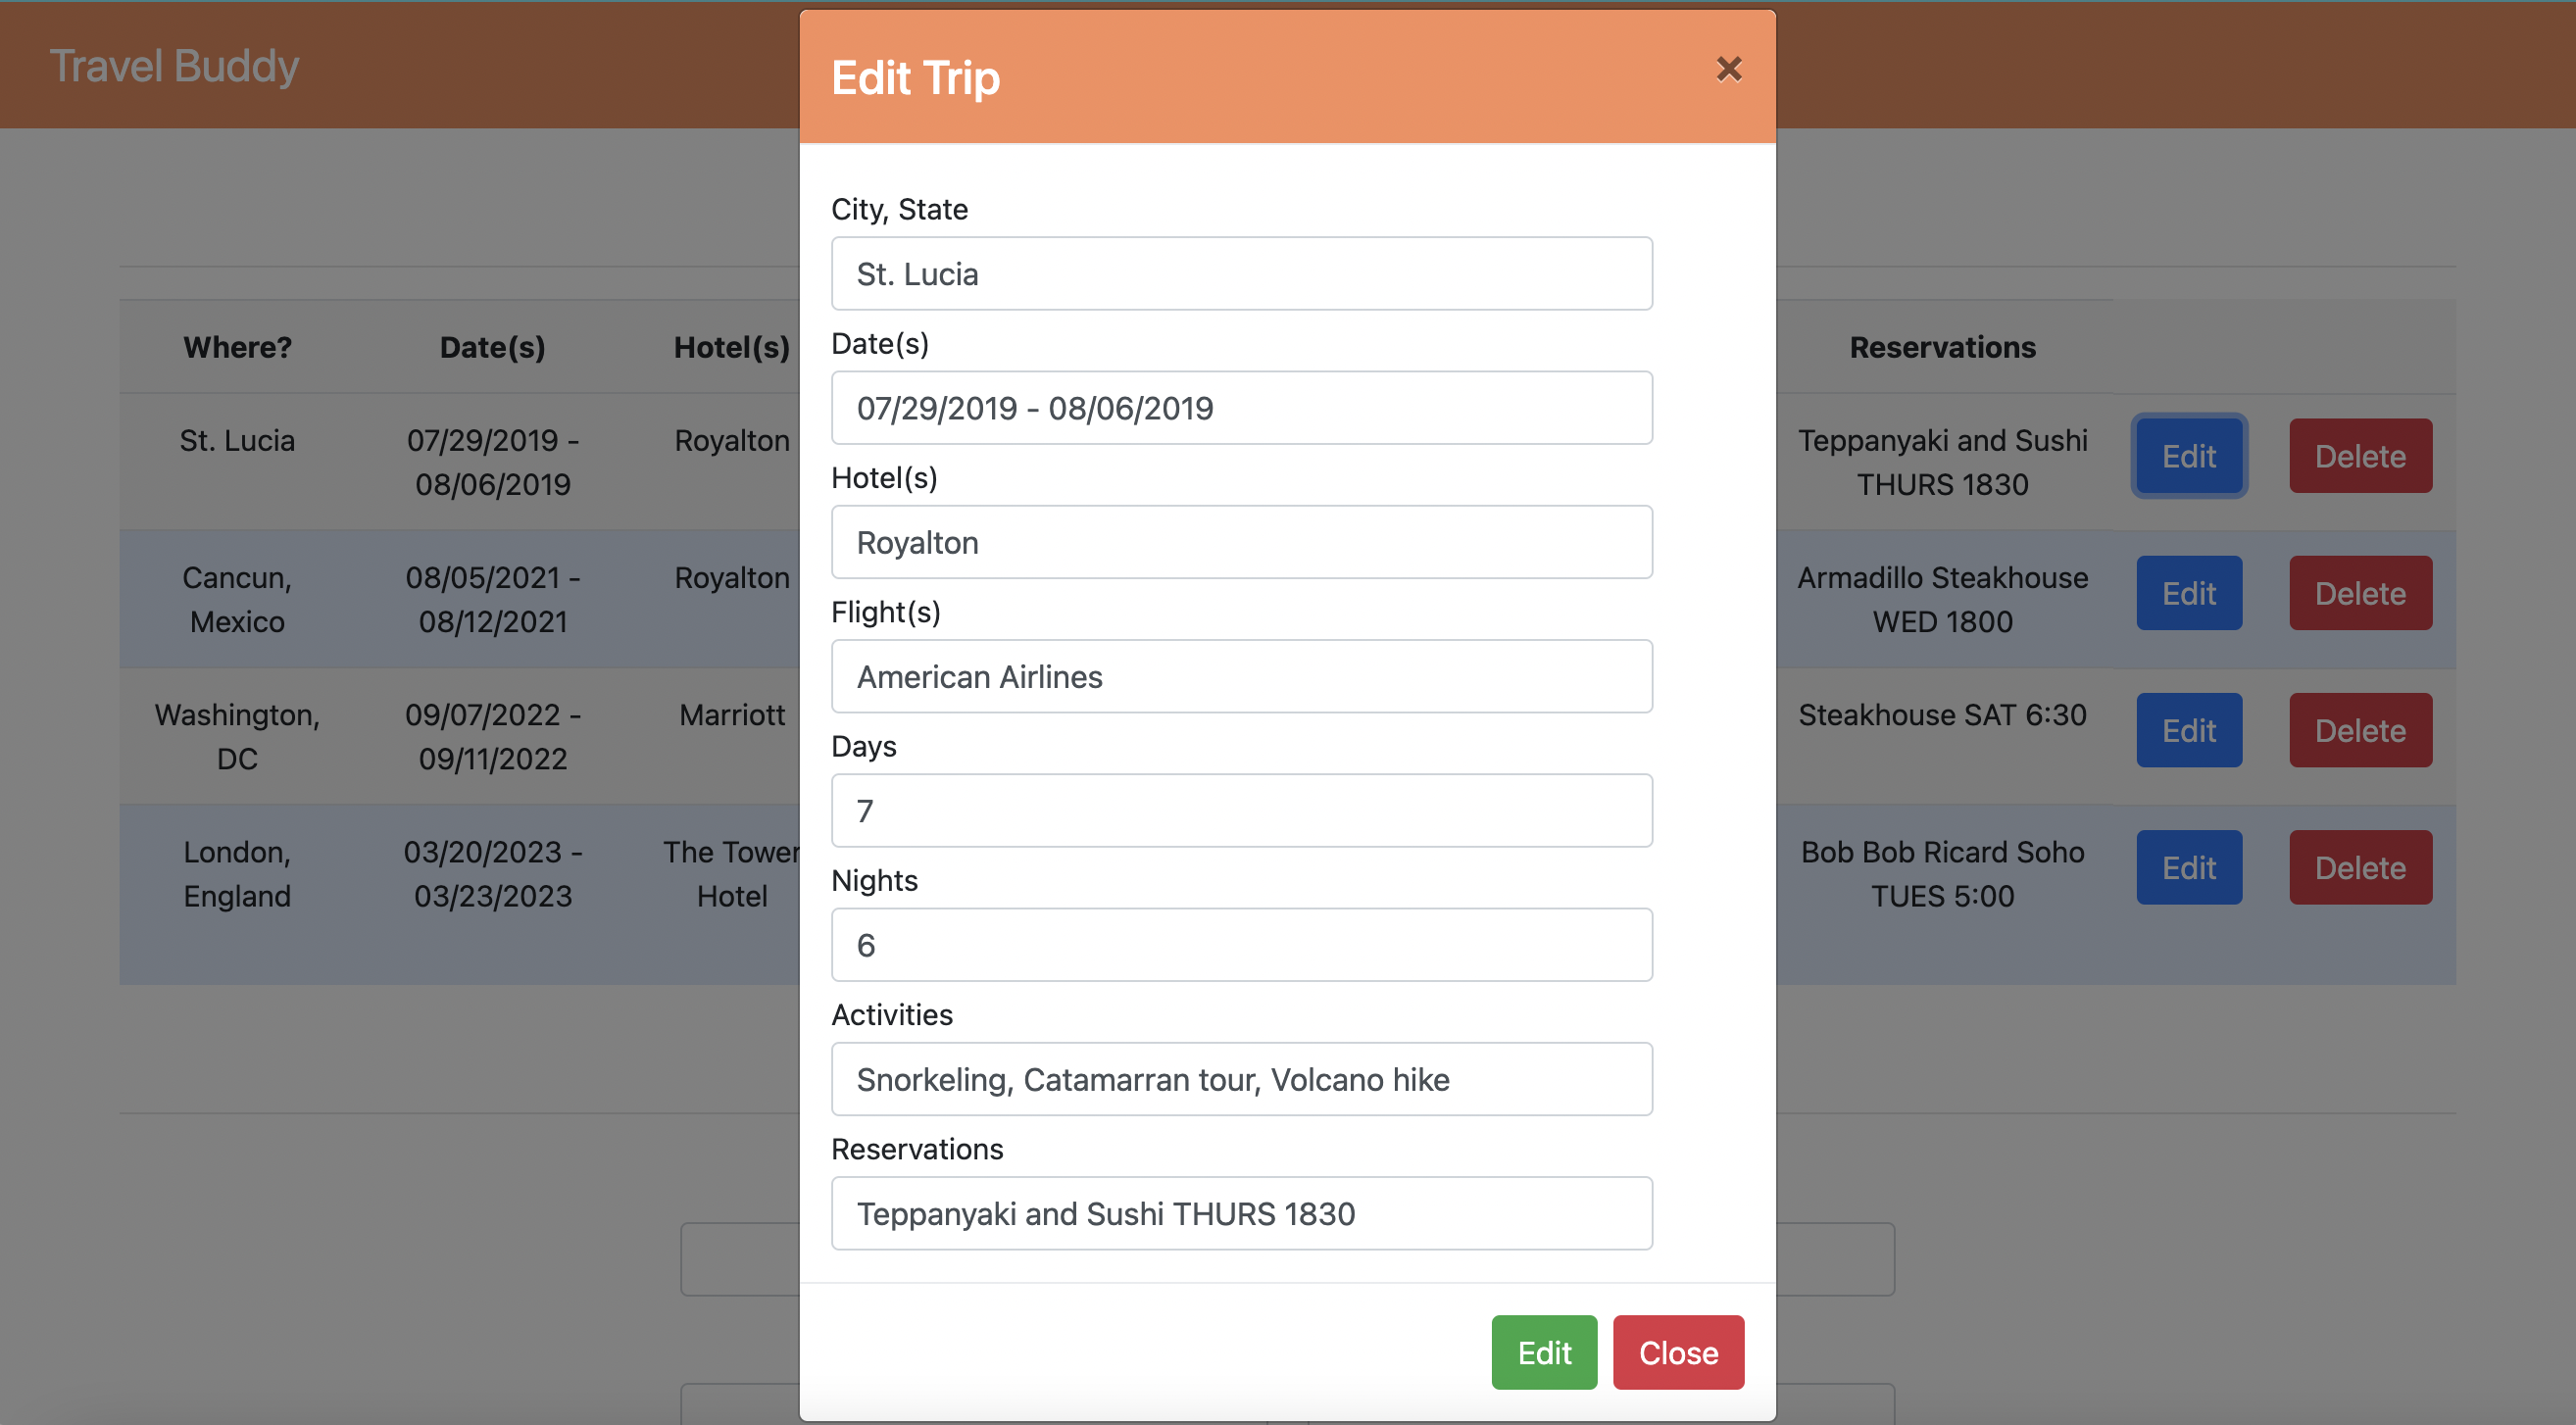 Travel Buddy
Edit Trip
×
City, State
St. Lucia
Date(s)
07/29/2019 - 08/06/2019
Hotel(s)
Royalton
Flight(s)
American Airlines
Days
7
Nights
6
Activities
Snorkeling, Catamarran tour, Volcano hike
Reservations
Teppanyaki and Sushi THURS 1830
Edit Close
Where? Date(s) Hotel(s) Reservations
St. Lucia 07/29/2019 - Royalton Teppanyaki and Sushi Edit Delete
08/06/2019 THURS 1830
Cancun, 08/05/2021 - Royalton Armadillo Steakhouse Edit Delete
Mexico 08/12/2021 WED 1800
Washington, 09/07/2022 - Marriott Steakhouse SAT 6:30 Edit Delete
DC 09/11/2022
London, 03/20/2023 - The Tower Bob Bob Ricard Soho Edit Delete
England 03/23/2023 Hotel TUES 5:00